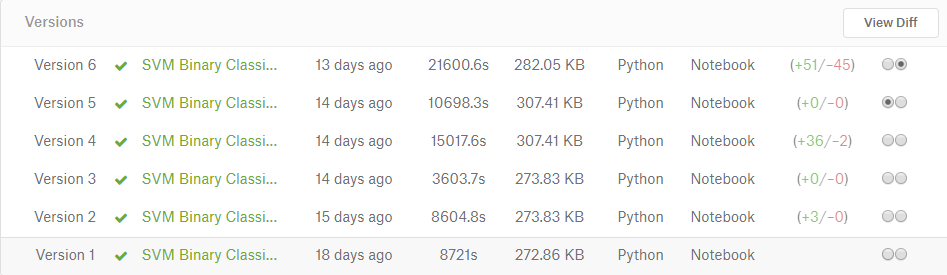 Versions View Diff
Version 6 ✓ SVM Binary Classi... 13 days ago 21600.6s 282.05 KB Python Notebook (+51/−45)
Version 5 ✓ SVM Binary Classi... 14 days ago 10698.3s 307.41 KB Python Notebook (+0/−0)
Version 4 ✓ SVM Binary Classi... 14 days ago 15017.6s 307.41 KB Python Notebook (+36/−2)
Version 3 ✓ SVM Binary Classi... 14 days ago 3603.7s 273.83 KB Python Notebook (+0/−0)
Version 2 ✓ SVM Binary Classi... 15 days ago 8604.8s 273.83 KB Python Notebook (+3/−0)
Version 1 ✓ SVM Binary Classi... 18 days ago 8721s 272.86 KB Python Notebook